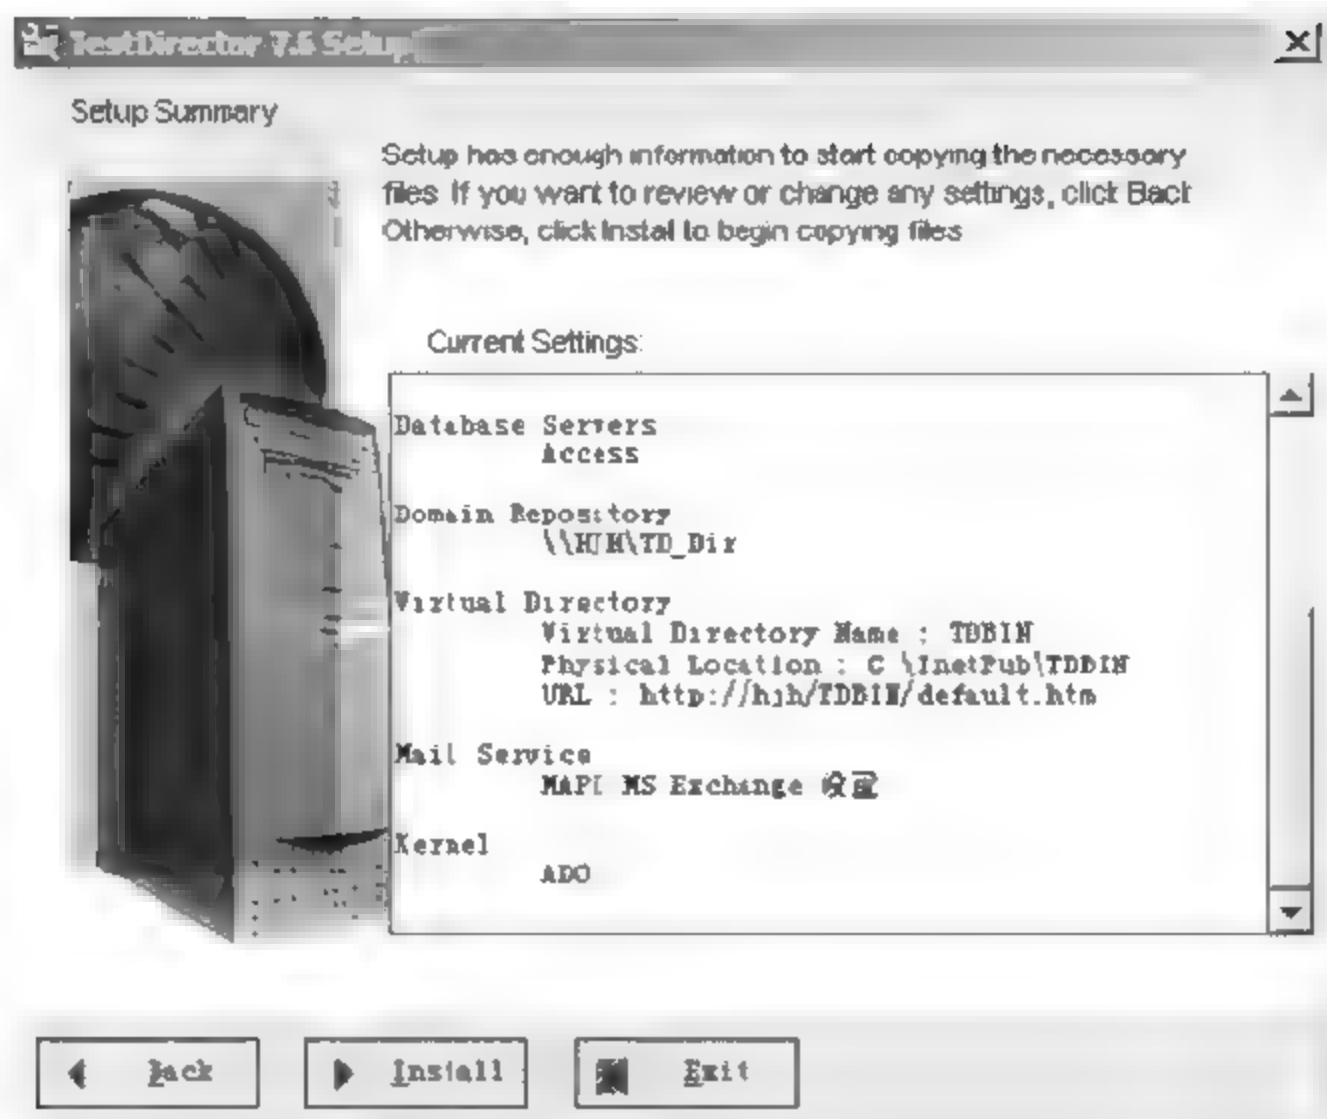 TestDirector 7.6 Setup
Setup Summary
Setup has enough information to start copying the necessary
files. If you want to review or change any settings, click Back
Otherwise, click Install to begin copying files
Current Settings:
Database Servers
Access
Domain Repository
\\HJH\TD_Dir
Virtual Directory
Virtual Directory Name : TDBIN
Physical Location : C:\InetPub\TDBIN
URL : http://hjh/TDBIN/default.htm
Mail Service
MAPI MS Exchange
Kernel
ADO
Back
Install
Exit